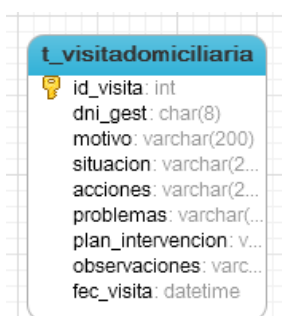 t_visitadomiciliaria
id_visita: int
dni_gest: char(8)
motivo: varchar(200)
situacion: varchar(2...
acciones: varchar(2...
problemas: varchar(...
plan_intervencion: v...
observaciones: varc...
fec_visita: datetime